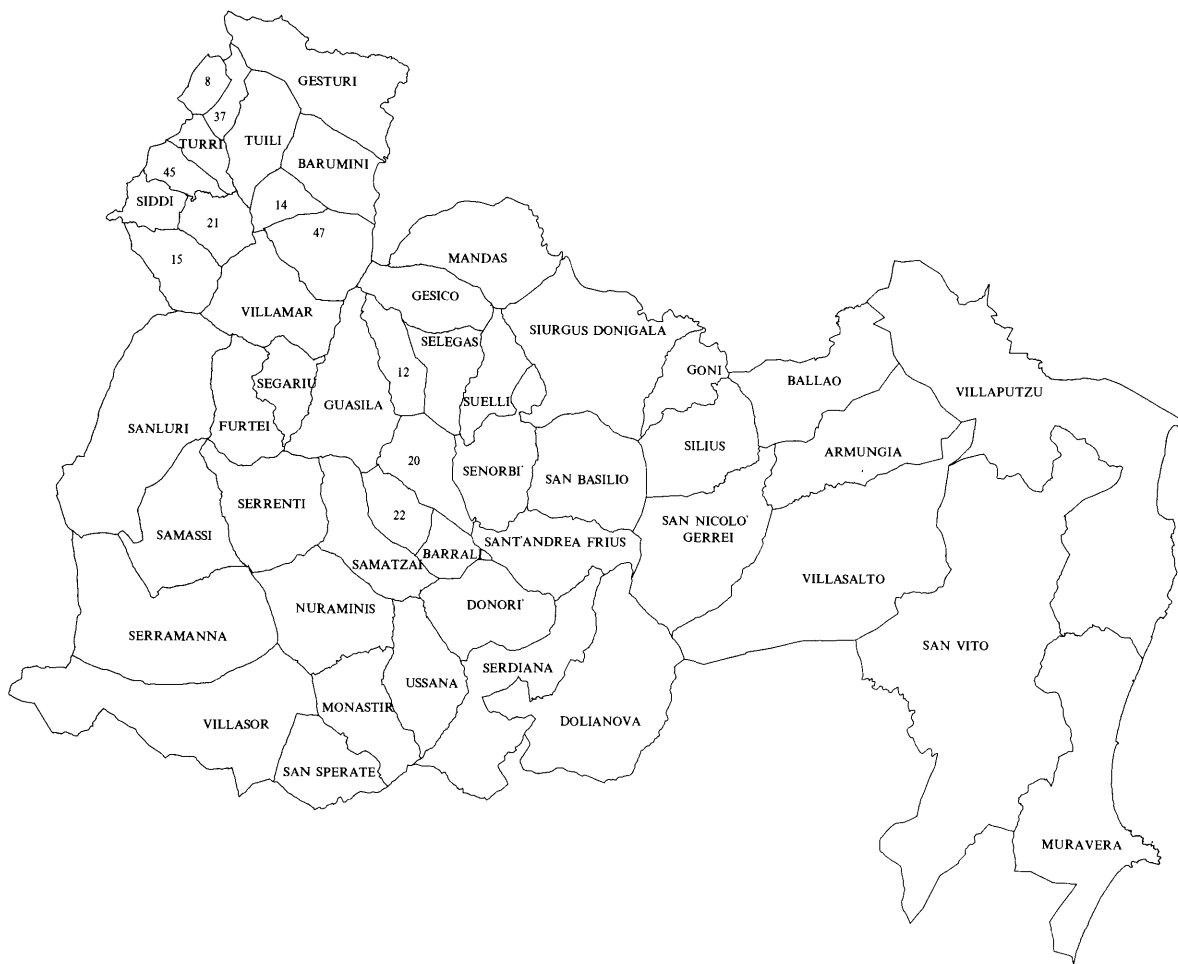 GESTURI
8
37
TURRI
TUILI
BARUMINI
45
SIDDI
14
21
47
15
MANDAS
GESICO
VILLAMAR
SIURGUS DONIGALA
SELEGAS
GONI
12
SEGARIU
BALLAO
VILLAPUTZU
GUASILA
SUELLI
FURTEI
SANLURI
SILIUS
ARMUNGIA
20
SENORBI'
SAN BASILIO
SERRENTI
22
SAN NICOLO'
GERREI
SAMASSI
SANT'ANDREA FRIUS
BARRALI
SAMATZAI
VILLASALTO
NURAMINIS
DONORI'
SERRAMANNA
SAN VITO
SERDIANA
USSANA
MONASTIR
VILLASOR
DOLIANOVA
SAN SPERATE
MURAVERA